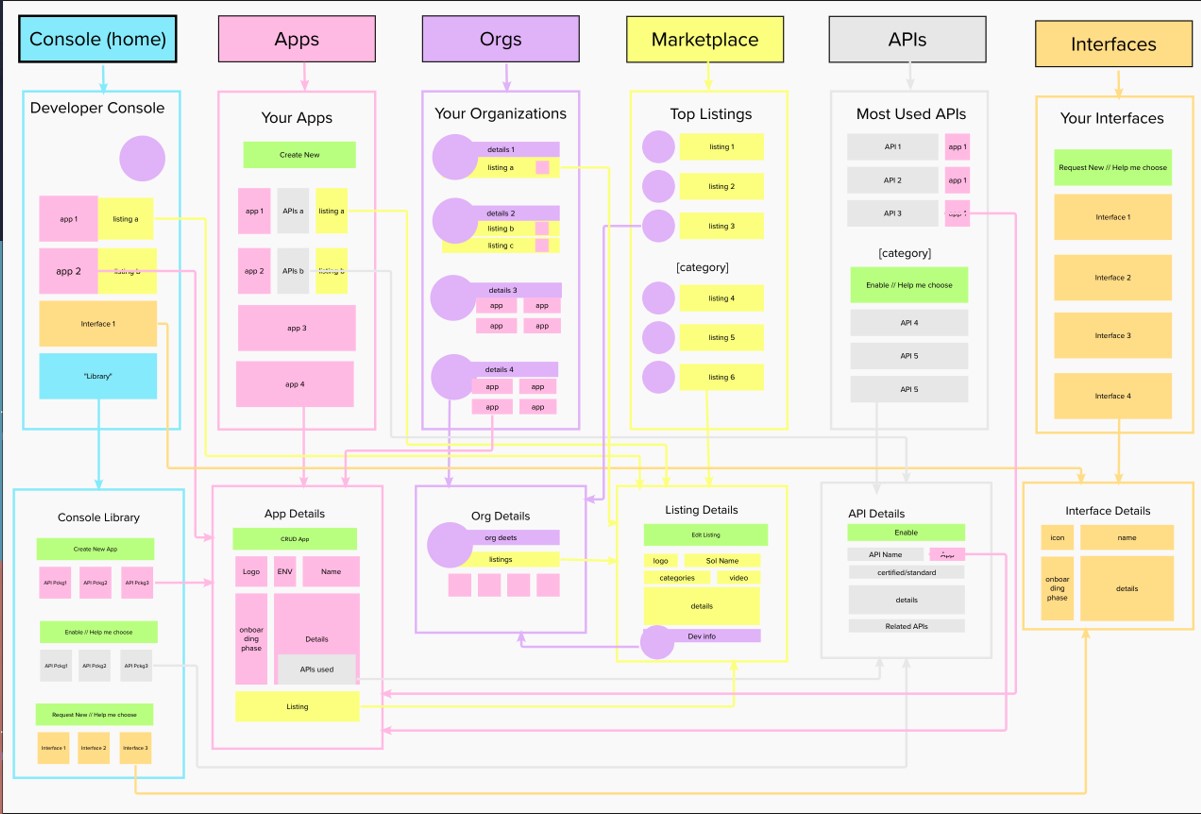 Console (home)
Apps
Orgs
Marketplace
APIs
Interfaces
Developer Console
app 1
listing a
app 2
listing b
Interface 1
"Library"
Your Apps
Create New
app 1
APIs a
listing a
app 2
APIs b
listing b
app 3
app 4
Your Organizations
details 1
listing a
details 2
listing b
listing c
details 3
app
app
app
app
details 4
app
app
app
app
Top Listings
listing 1
listing 2
listing 3
[category]
listing 4
listing 5
listing 6
Most Used APIs
API 1
app 1
API 2
app 1
API 3
app 1
[category]
Enable // Help me choose
API 4
API 5
API 5
Your Interfaces
Request New // Help me choose
Interface 1
Interface 2
Interface 3
Interface 4
Console Library
Create New App
API Pckg1
API Pckg2
API Pckg3
Enable // Help me choose
API Pckg1
API Pckg2
API Pckg3
Request New // Help me choose
Interface 1
Interface 2
Interface 3
App Details
CRUD App
Logo
ENV
Name
onboar
ding
phase
Details
APIs used
Listing
Org Details
org deets
listings
Listing Details
Edit Listing
logo
Sol Name
categories
video
details
Dev info
API Details
Enable
API Name
App
certified/standard
details
Related APIs
Interface Details
icon
name
onboar
ding
phase
details